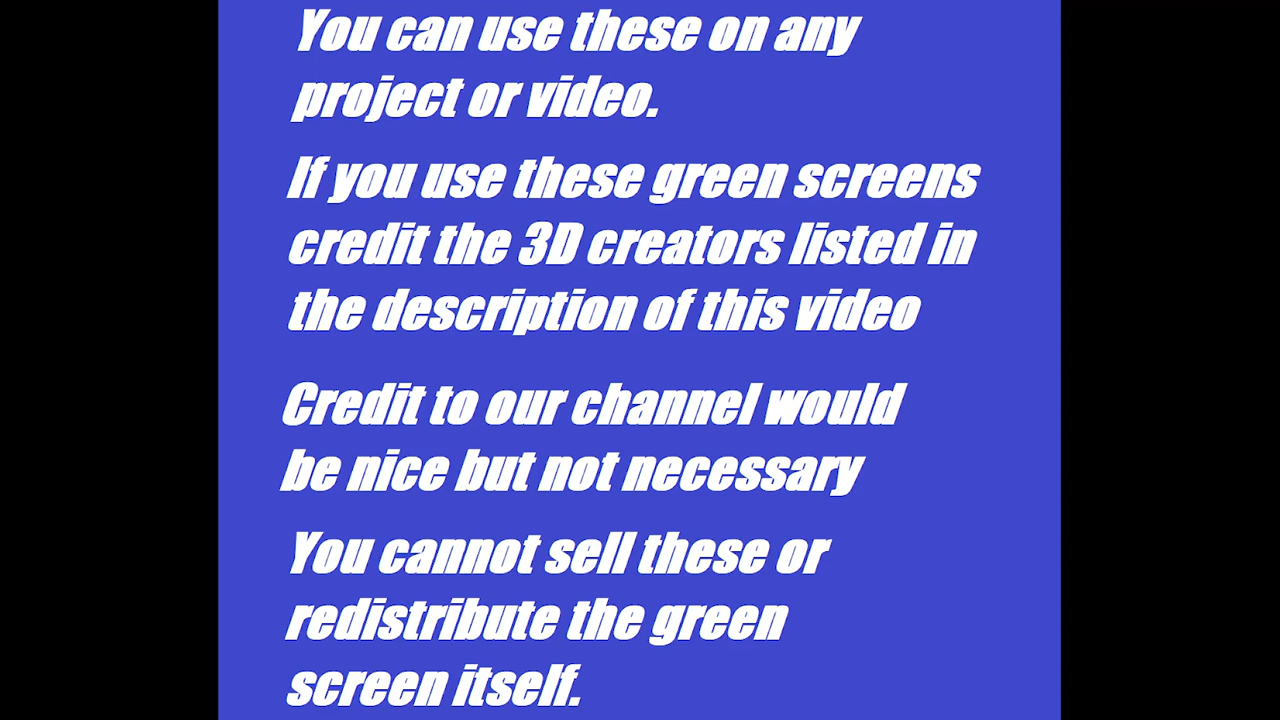 You can use these on any
project or video.
If you use these green screens
credit the 3D creators listed in
the description of this video
Credit to our channel would
be nice but not necessary
You cannot sell these or
redistribute the green
screen itself.